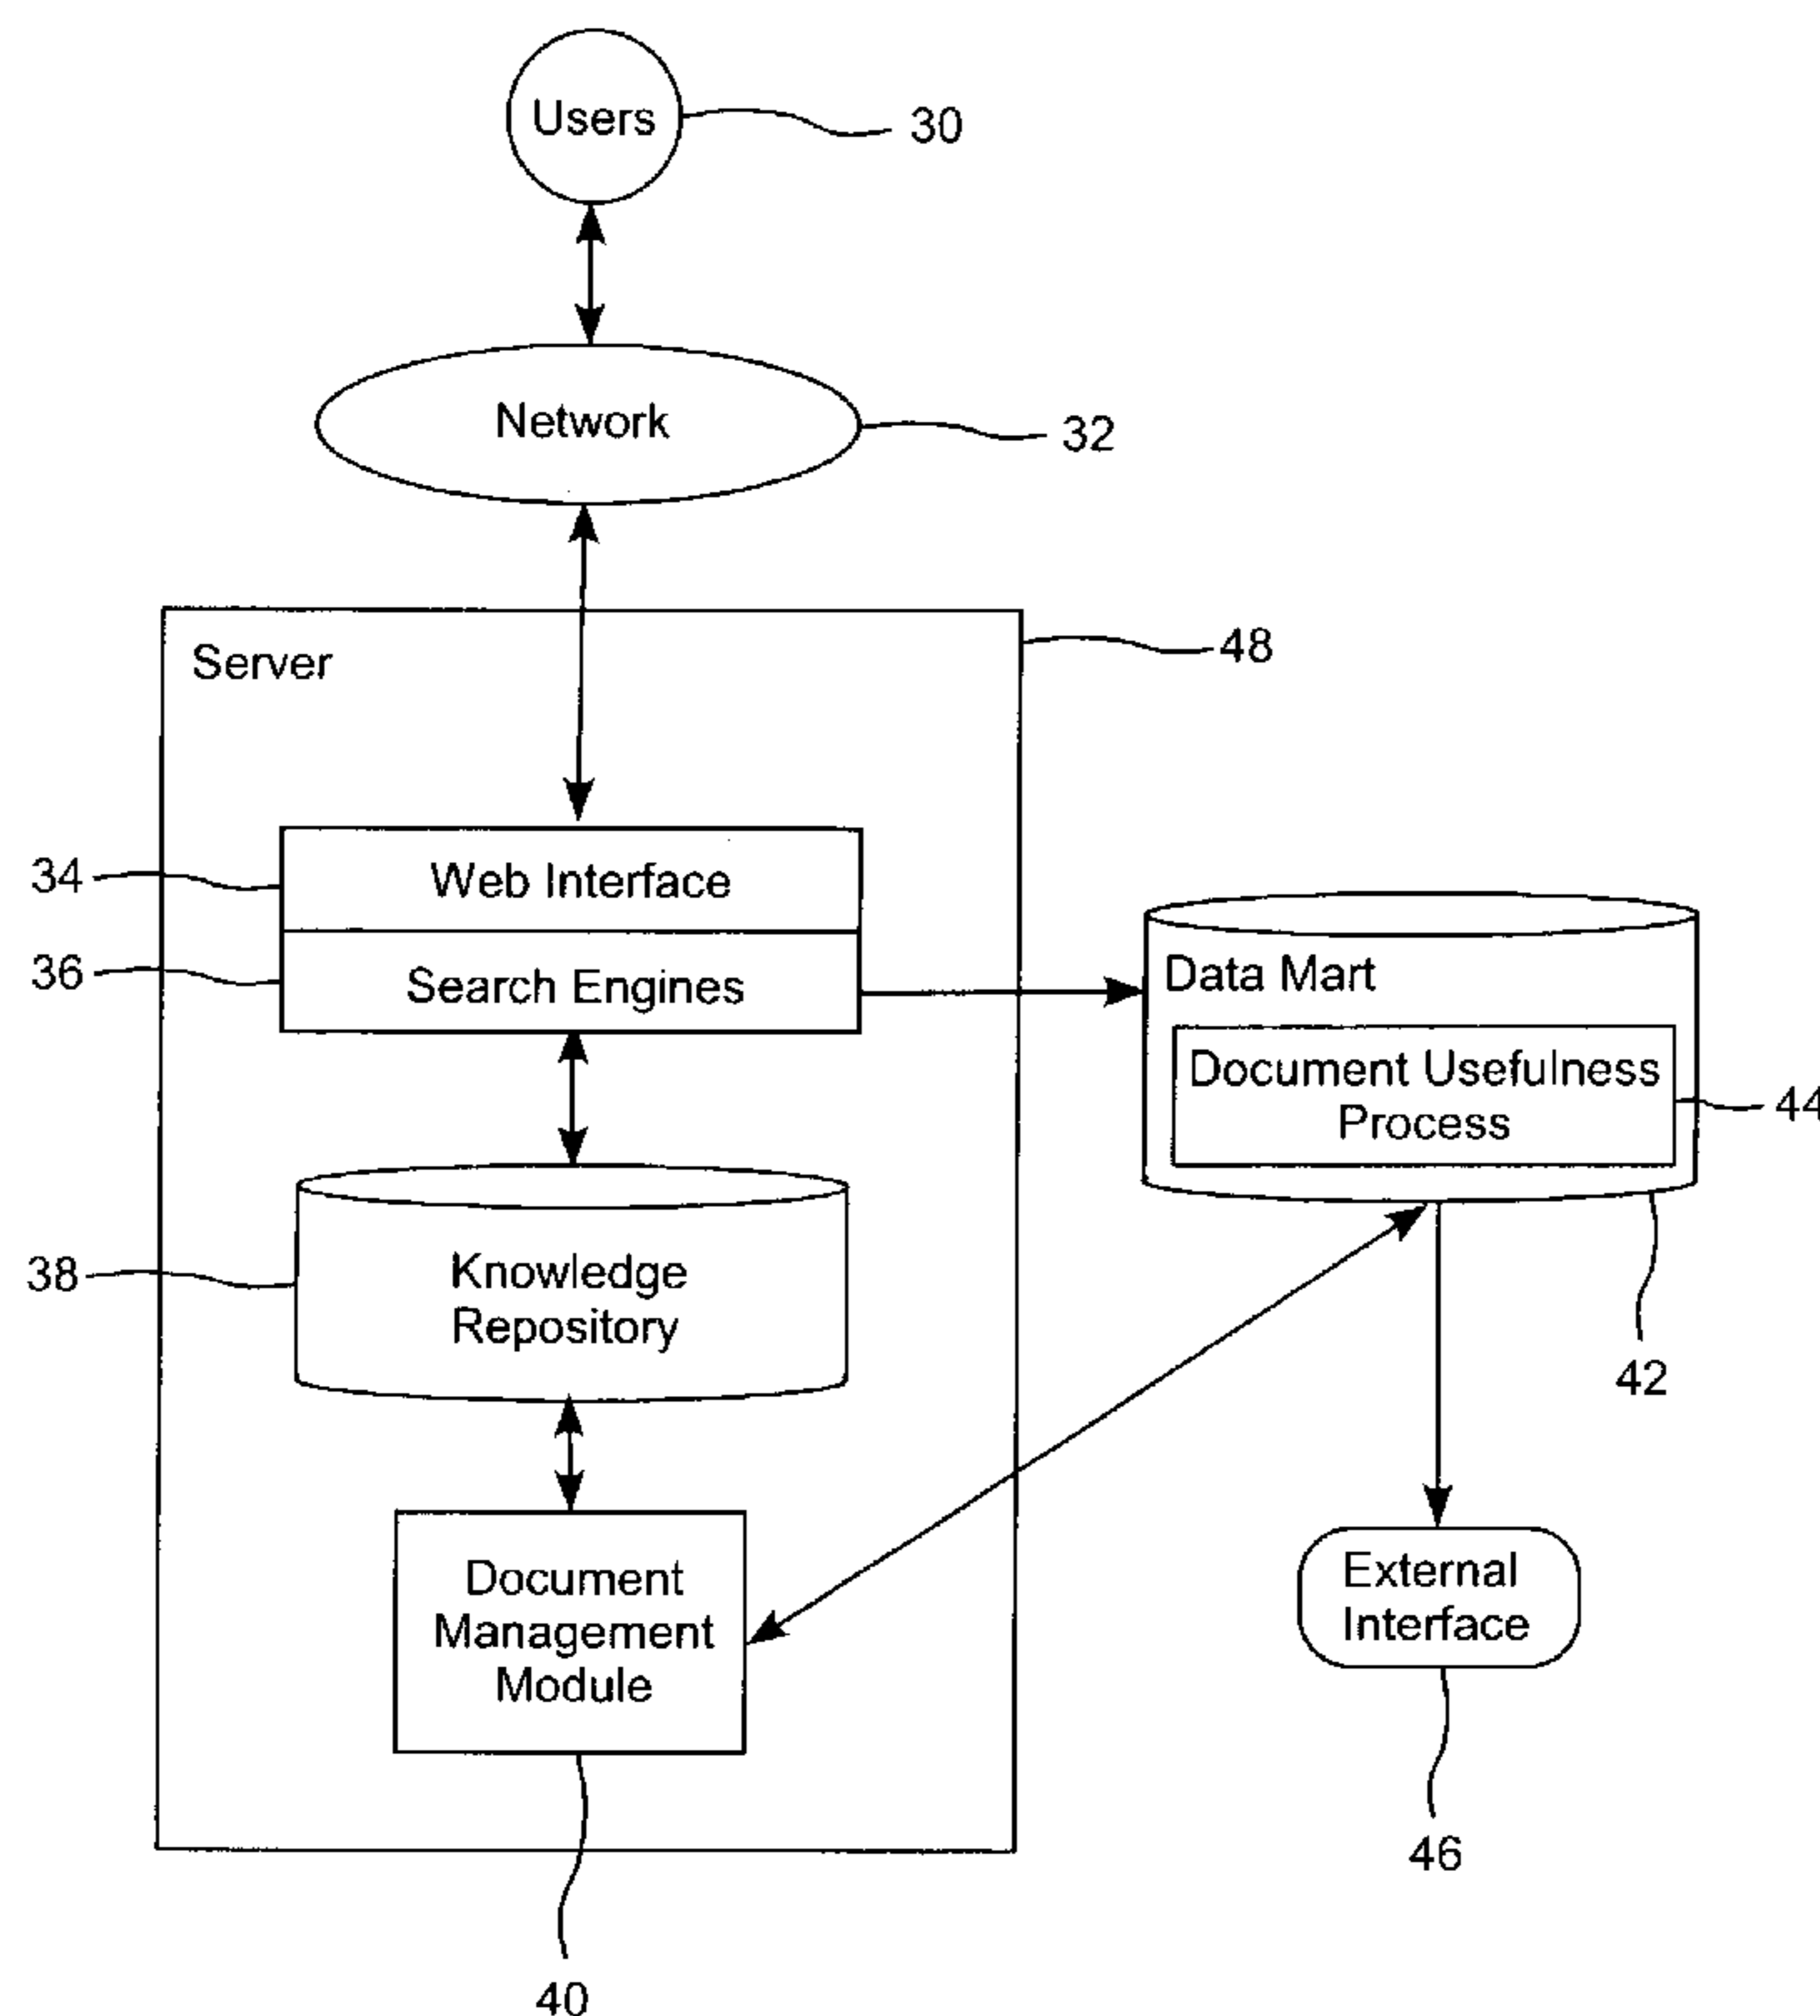 Users
30
Network
32
Server
48
34
Web Interface
36
Search Engines
Data Mart
Document Usefulness
Process
44
38
Knowledge
Repository
42
Document
Management
Module
External
Interface
46
40